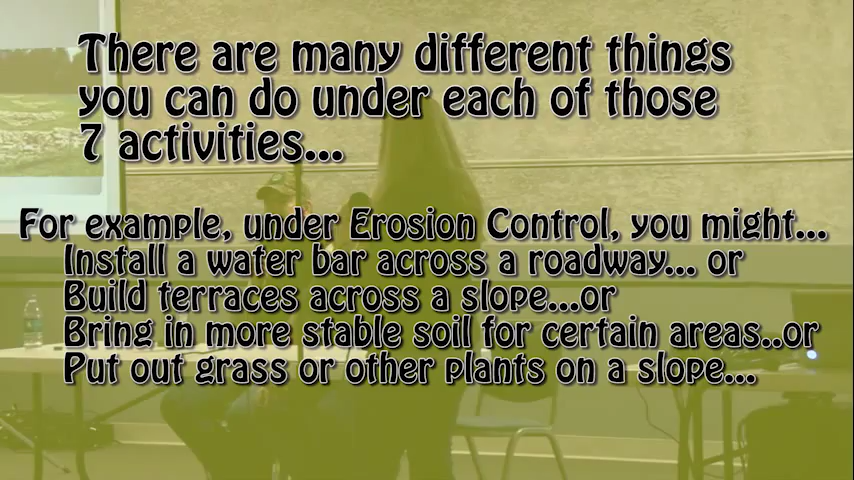 There are many different things
you can do under each of those
7 activities...
For example, under Erosion Control, you might...
Install a water bar across a roadway... or
Build terraces across a slope...or
Bring in more stable soil for certain areas..or
Put out grass or other plants on a slope...